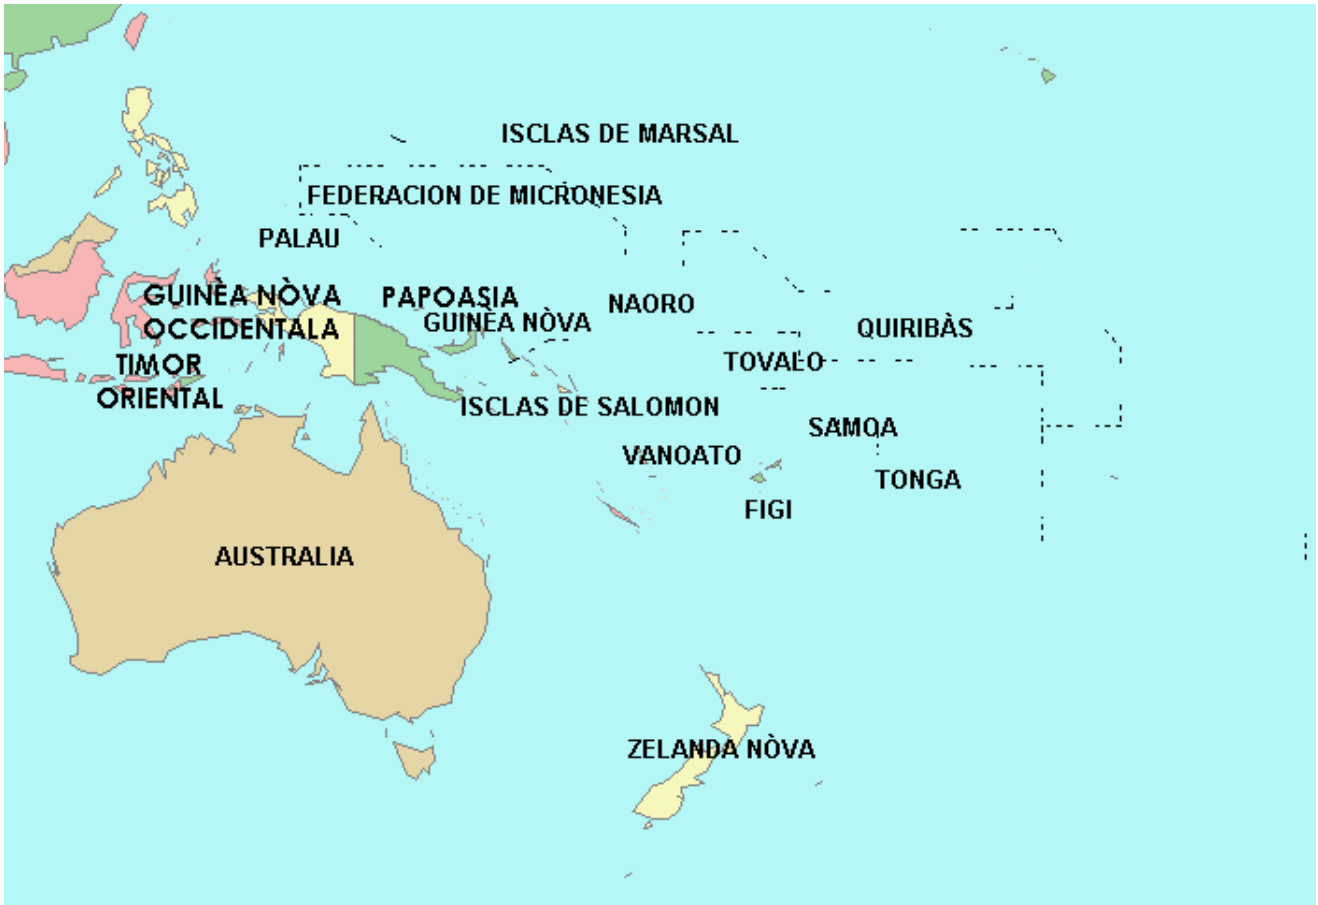 ISCLAS DE MARSAL
FEDERACION DE MICRONESIA
PALAU
GUINÈA NÒVA
OCCIDENTALA
PAPOASIA
GUINÈA NÒVA
NAORO
QUIRIBÀS
TIMOR
ORIENTAL
TOVALO
ISCLAS DE SALOMON
SAMOA
VANOATO
TONGA
FIGI
AUSTRALIA
ZELANDA NÒVA